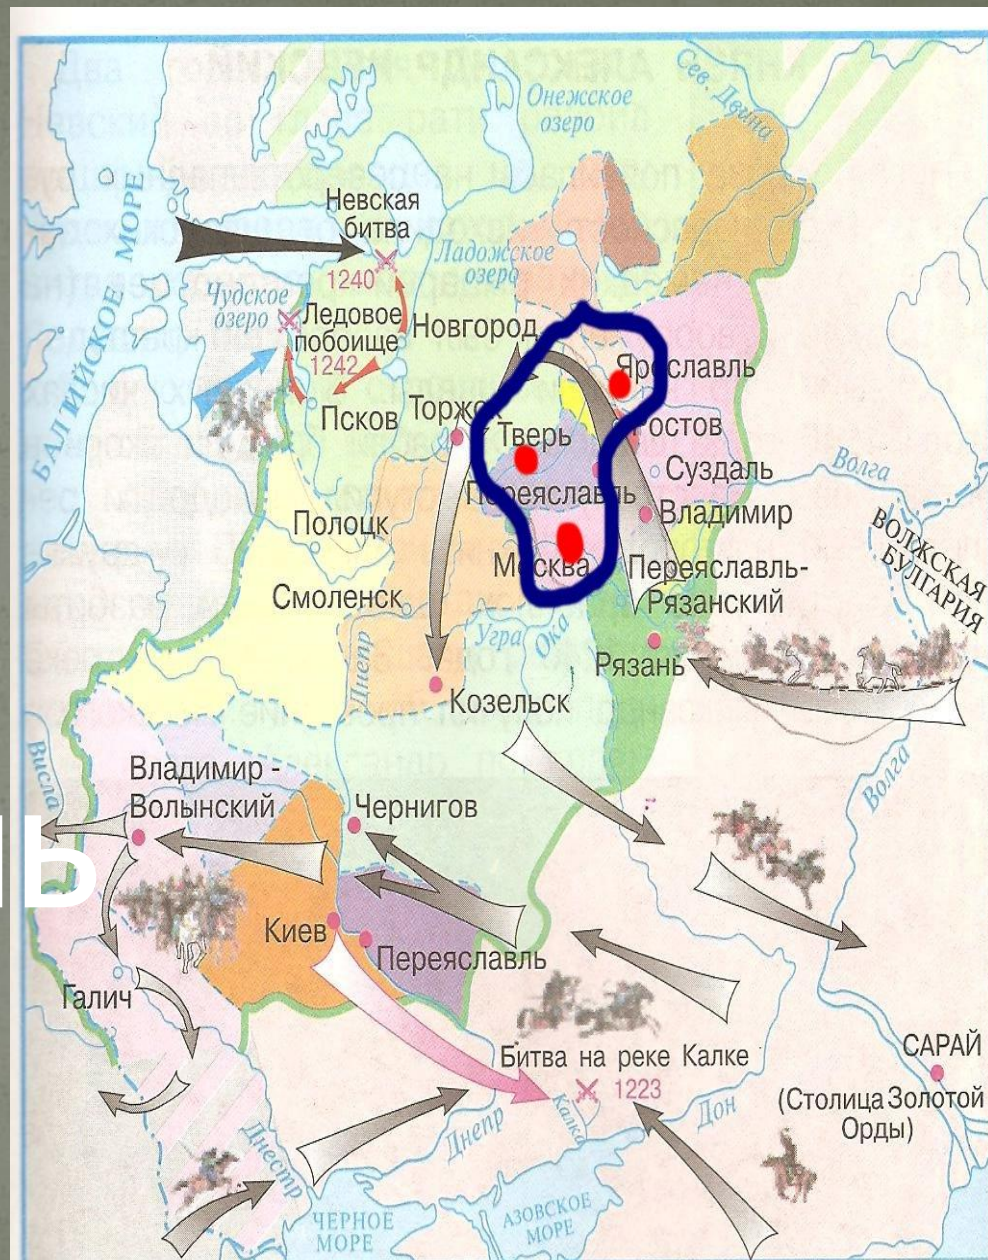 Сев. Двина
Онежское
озеро
Невская
битва
1240
Ладожское
озеро
БАЛТИЙСКОЕ МОРЕ
Чудское
озеро
Ледовое
побоище
1242
Новгород
Ярославль
Псков
Торжок
Тверь
Ростов
Суздаль
Волга
Переяславль
Владимир
ВОЛЖСКАЯ
БУЛГАРИЯ
Полоцк
Москва
Переяславль-
Рязанский
Смоленск
Угра
Ока
Днепр
Рязань
Козельск
Висла
Волга
Владимир -
Волынский
Чернигов
ль
Киев
Переяславль
Галич
Битва на реке Калке
1223
САРАЙ
(Столица Золотой
Орды)
Калка
Дон
Днепр
Днестр
ЧЕРНОЕ
МОРЕ
АЗОВСКОЕ
МОРЕ